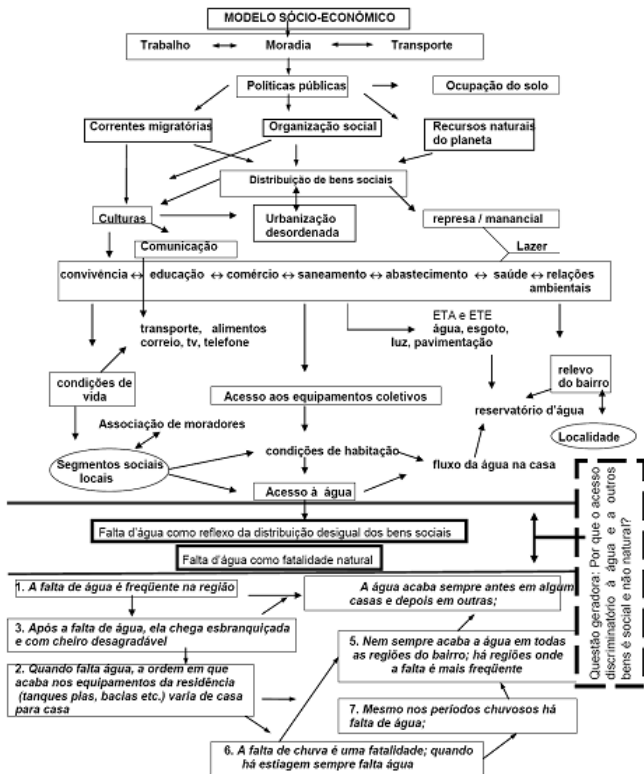 MODELO SÓCIO-ECONÔMICO
Trabalho ↔ Moradia ↔ Transporte
Políticas públicas
Ocupação do solo
Correntes migratórias
Organização social
Recursos naturais
do planeta
Distribuição de bens sociais
Culturas
Urbanização
desordenada
represa / manancial
Comunicação
Lazer
convivência ↔ educação ↔ comércio ↔ saneamento ↔ abastecimento ↔ saúde ↔ relações
ambientais
transporte, alimentos
correio, tv, telefone
ETA e ETE
água, esgoto,
luz, pavimentação
condições de
vida
Acesso aos equipamentos coletivos
relevo
do bairro
reservatório d'água
Associação de moradores
Localidade
Segmentos sociais
locais
condições de habitação
fluxo da água na casa
Acesso à água
Falta d'água como reflexo da distribuição desigual dos bens sociais
Falta d'água como fatalidade natural
Questão geradora: Por que o acesso
discriminatório à água e a outros
bens é social e não natural?
1. A falta de água é freqüente na região
A água acaba sempre antes em algum
casas e depois em outras;
3. Após a falta de água, ela chega esbranquiçada
e com cheiro desagradável
5. Nem sempre acaba a água em todas
as regiões do bairro; há regiões onde
a falta é mais freqüente
2. Quando falta água, a ordem em que
acaba nos equipamentos da residência
(tanques pias, bacias etc.) varia de casa
para casa
7. Mesmo nos períodos chuvosos há
falta de água;
6. A falta de chuva é uma fatalidade; quando
há estiagem sempre falta água